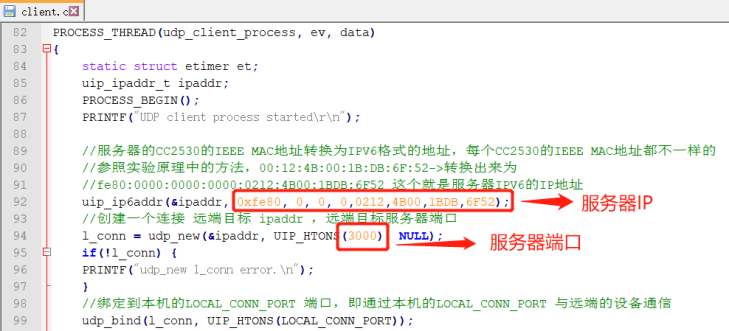 client.c
82 PROCESS_THREAD(udp_client_process, ev, data)
83 {
84 static struct etimer et;
85 uip_ipaddr_t ipaddr;
86 PROCESS_BEGIN();
87 PRINTF("UDP client process started\r\n");
88
89 //服务器的CC2530的IEEE MAC地址转换为IPV6格式的地址，每个CC2530的IEEE MAC地址都不一样的
90 //参照实验原理中的方法，00:12:4B:00:1B:DB:6F:52->转换出来为
91 //fe80:0000:0000:0000:0212:4B00:1BDB:6F52 这个就是服务器IPV6的IP地址
92 uip_ip6addr(&ipaddr, 0xfe80, 0, 0, 0,0212,4B00,1BDB,6F52); 服务器IP
93 //创建一个连接 远端目标 ipaddr ，远端目标服务器端口
94 l_conn = udp_new(&ipaddr, UIP_HTONS(3000) NULL); 服务器端口
95 if(!l_conn) {
96 PRINTF("udp_new l_conn error.\n");
97 }
98 //绑定到本机的LOCAL_CONN_PORT 端口，即通过本机的LOCAL_CONN_PORT 与远端的设备通信
99 udp_bind(l_conn, UIP_HTONS(LOCAL_CONN_PORT));